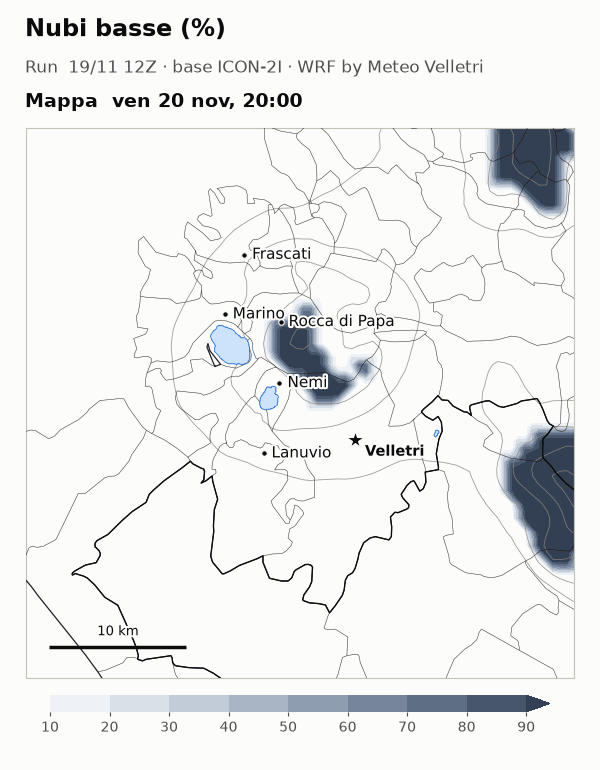 Nubi basse (%)
Run  19/11 12Z · base ICON-2I · WRF by Meteo Velletri
Mappa  ven 20 nov, 20:00
Frascati
Marino
Rocca di Papa
Nemi
Velletri
Lanuvio
10 km
10 20 30 40 50 60 70 80 90